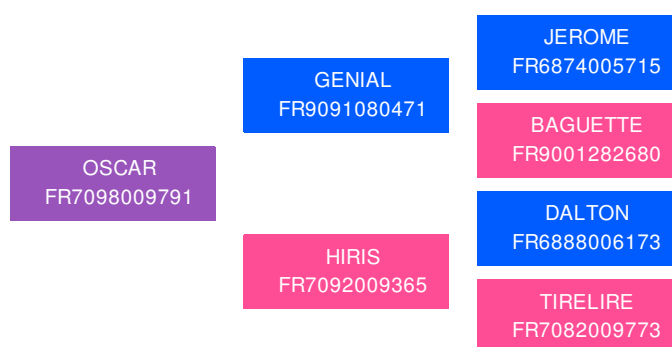 JEROME
FR6874005715
GENIAL
FR9091080471
BAGUETTE
FR9001282680
OSCAR
FR7098009791
DALTON
FR6888006173
HIRIS
FR7092009365
TIRELIRE
FR7082009773